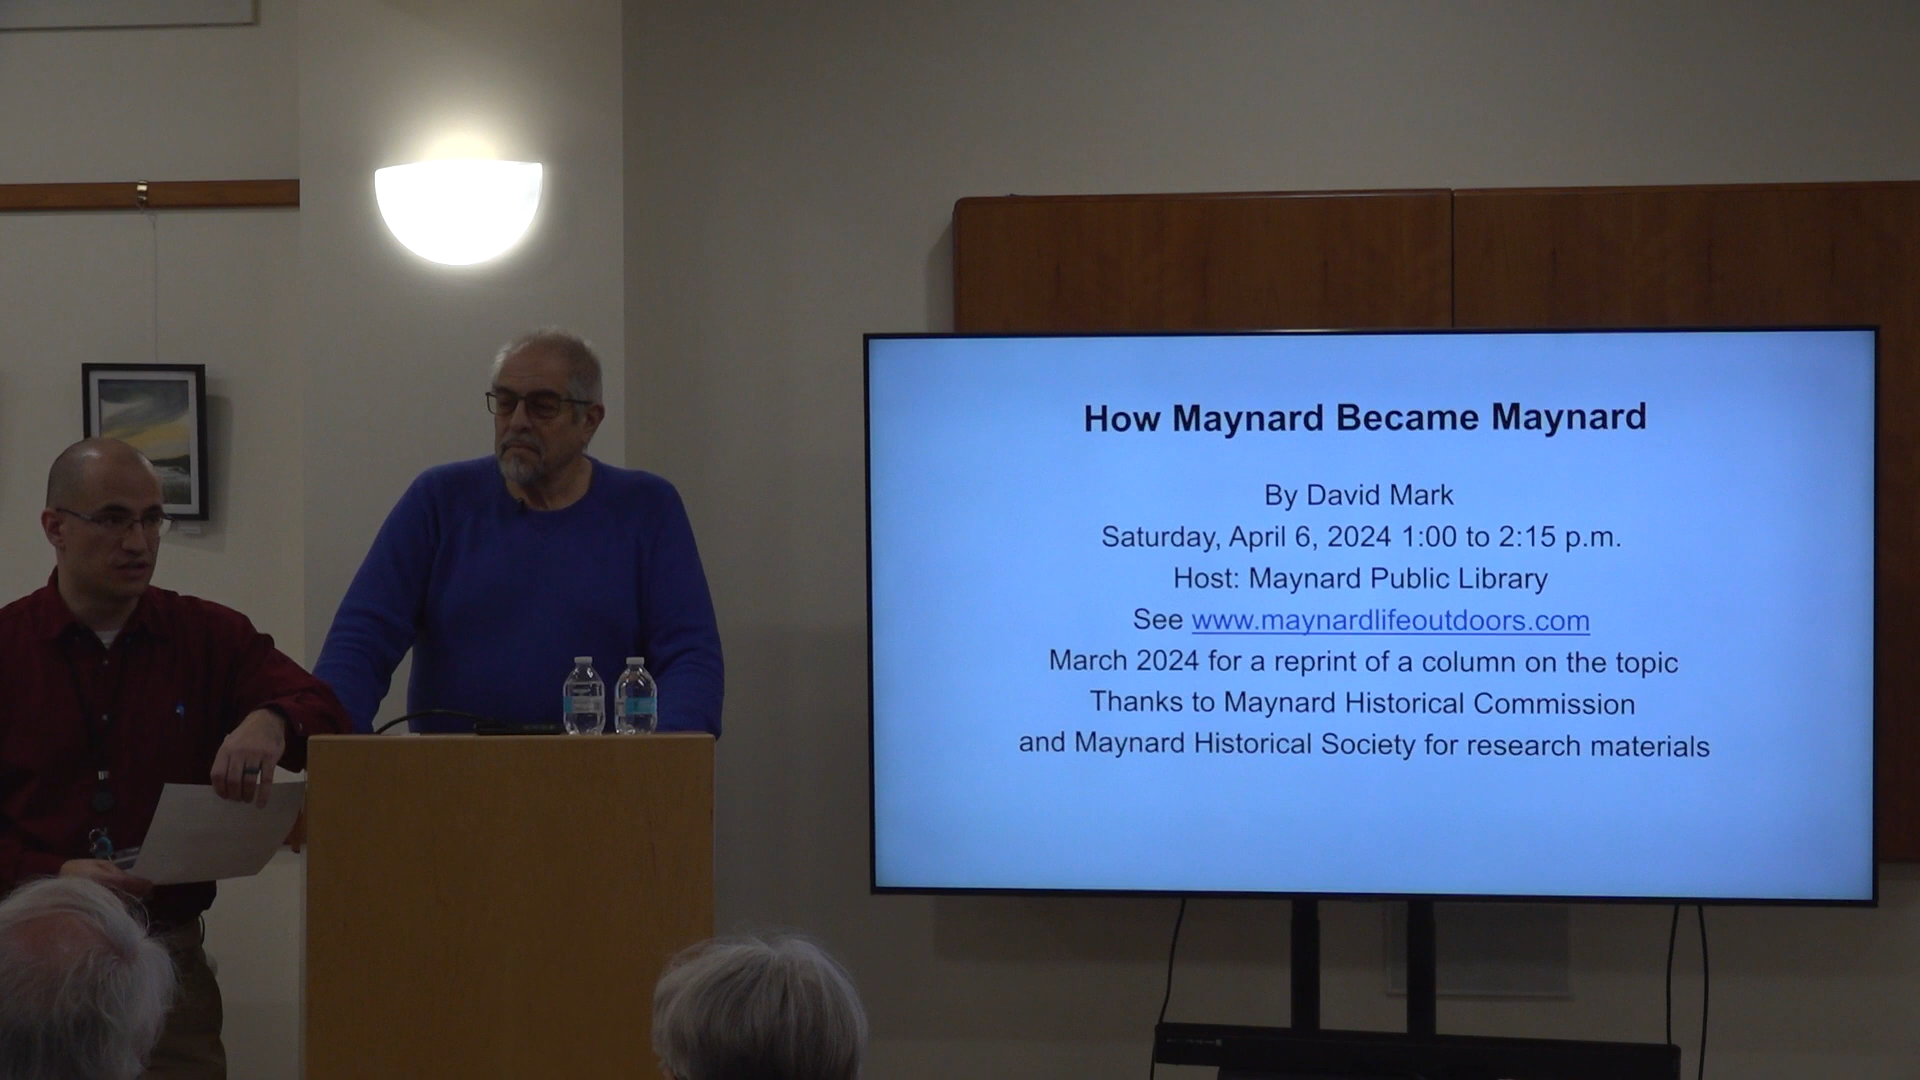 How Maynard Became Maynard
By David Mark
Saturday, April 6, 2024 1:00 to 2:15 p.m.
Host: Maynard Public Library
See www.maynardlifeoutdoors.com
March 2024 for a reprint of a column on the topic
Thanks to Maynard Historical Commission
and Maynard Historical Society for research materials